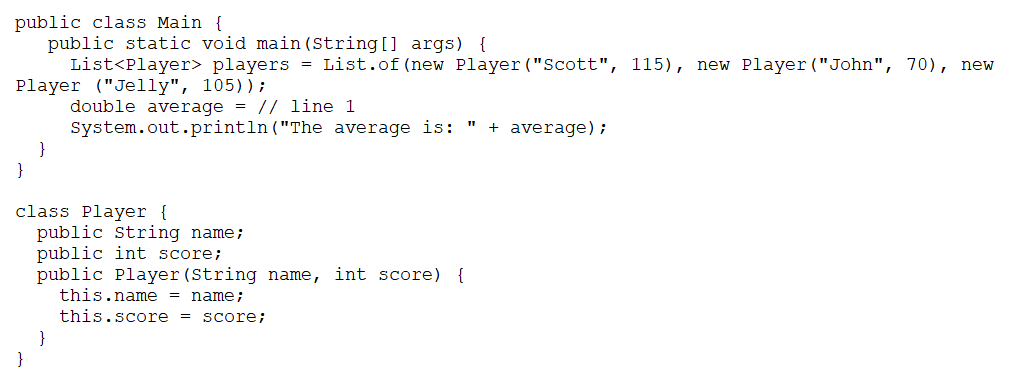 public class Main {
public static void main(String[] args) {
List<Player> players = List.of(new Player("Scott", 115), new Player("John", 70), new
Player ("Jelly", 105));
double average = // line 1
System.out.println("The average is: " + average);
}
}
class Player {
public String name;
public int score;
public Player(String name, int score) {
this.name = name;
this.score = score;
}
}